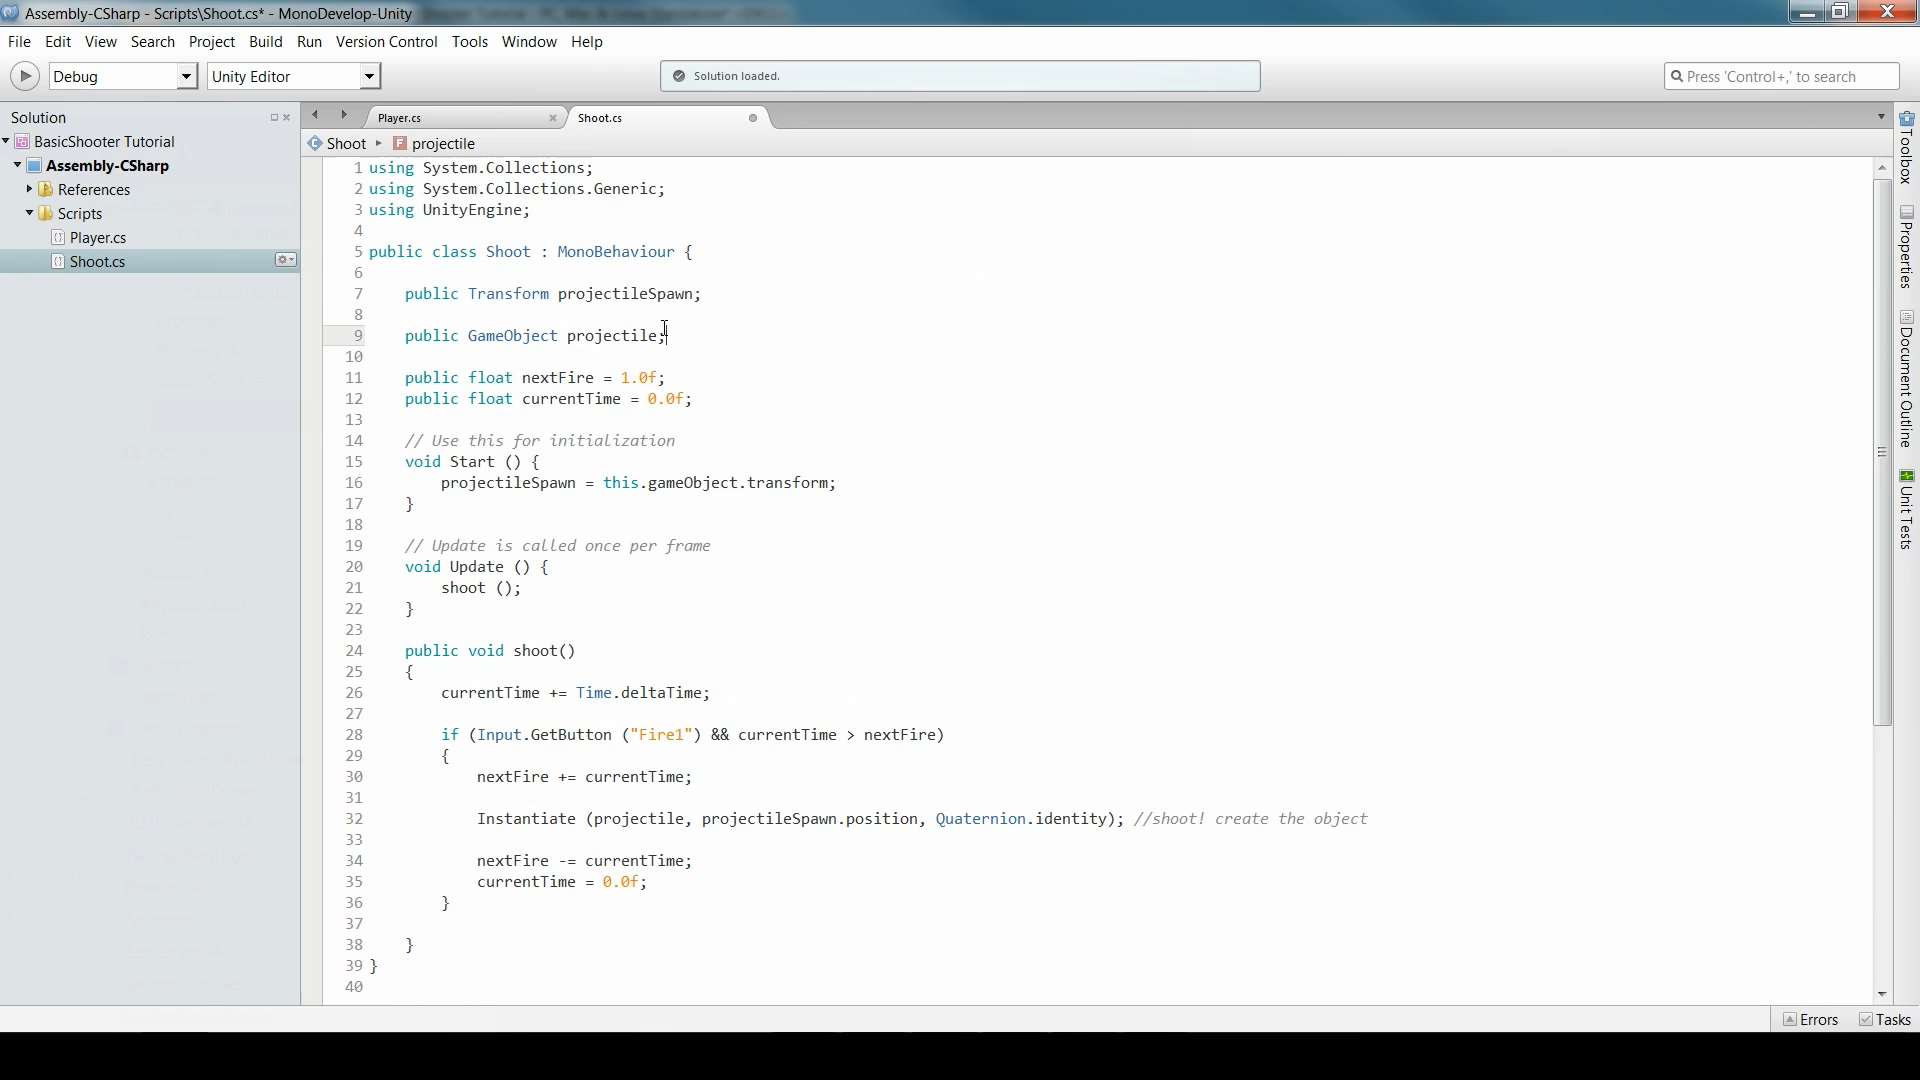 Assembly-CSharp - Scripts\Shoot.cs* - MonoDevelop-Unity
File Edit View Search Project Build Run Version Control Tools Window Help
Debug Unity Editor Solution loaded. Press 'Control+,' to search
Solution Player.cs Shoot.cs
BasicShooter Tutorial
Shoot projectile
Assembly-CSharp
References
Scripts
Player.cs
Shoot.cs
1 using System.Collections;
2 using System.Collections.Generic;
3 using UnityEngine;
4
5 public class Shoot : MonoBehaviour {
6
7 public Transform projectileSpawn;
8
9 public GameObject projectile;
10
11 public float nextFire = 1.0f;
12 public float currentTime = 0.0f;
13
14 // Use this for initialization
15 void Start () {
16 projectileSpawn = this.gameObject.transform;
17 }
18
19 // Update is called once per frame
20 void Update () {
21 shoot ();
22 }
23
24 public void shoot()
25 {
26 currentTime += Time.deltaTime;
27
28 if (Input.GetButton ("Fire1") && currentTime > nextFire)
29 {
30 nextFire += currentTime;
31
32 Instantiate (projectile, projectileSpawn.position, Quaternion.identity); //shoot! create the object
33
34 nextFire -= currentTime;
35 currentTime = 0.0f;
36 }
37
38 }
39 }
40
Toolbox
Properties
Document Outline
Unit Tests
Errors Tasks